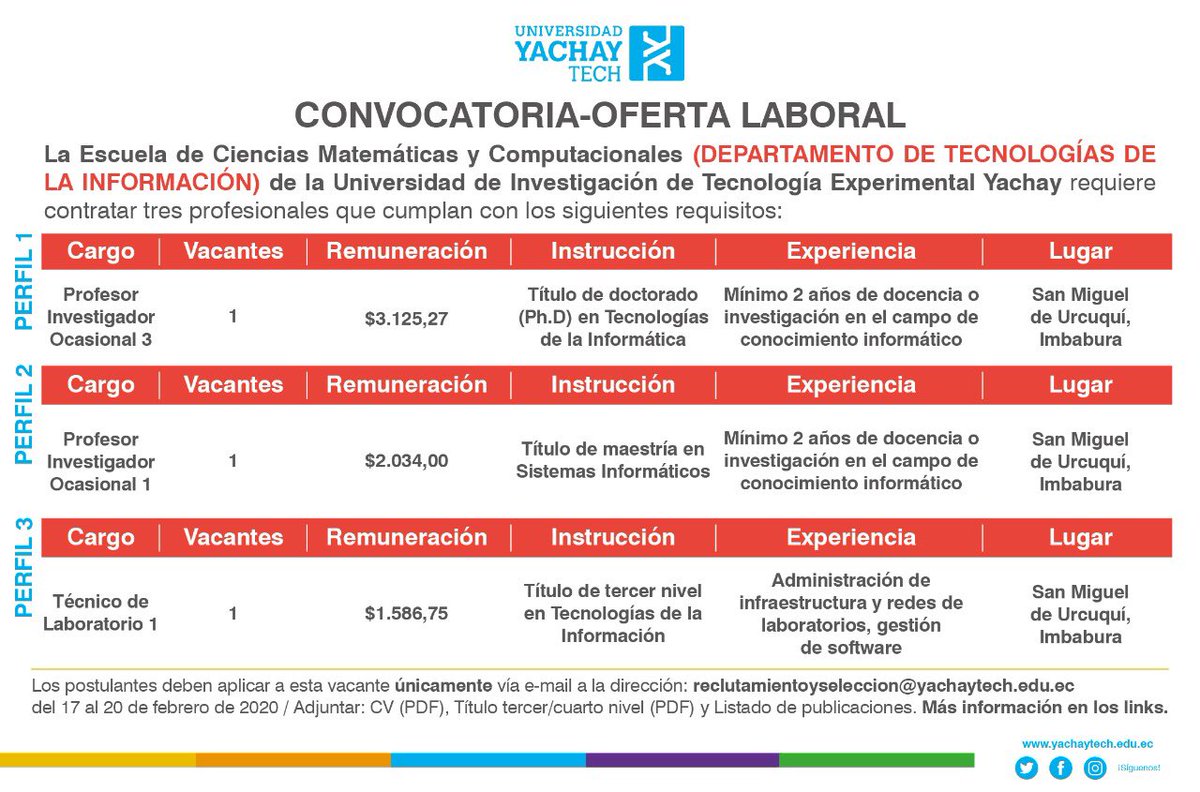 UNIVERSIDAD
YACHAY
TECH
CONVOCATORIA-OFERTA LABORAL
La Escuela de Ciencias Matemáticas y Computacionales (DEPARTAMENTO DE TECNOLOGÍAS DE
LA INFORMACIÓN) de la Universidad de Investigación de Tecnología Experimental Yachay requiere
contratar tres profesionales que cumplan con los siguientes requisitos:
PERFIL 1
Cargo Vacantes Remuneración Instrucción Experiencia Lugar
Profesor
Investigador
Ocasional 3
1
$3.125,27
Título de doctorado
(Ph.D) en Tecnologías
de la Informática
Mínimo 2 años de docencia o
investigación en el campo de
conocimiento informático
San Miguel
de Urcuquí,
Imbabura
PERFIL 2
Cargo Vacantes Remuneración Instrucción Experiencia Lugar
Profesor
Investigador
Ocasional 1
1
$2.034,00
Título de maestría en
Sistemas Informáticos
Mínimo 2 años de docencia o
investigación en el campo de
conocimiento informático
San Miguel
de Urcuquí,
Imbabura
PERFIL 3
Cargo Vacantes Remuneración Instrucción Experiencia Lugar
Técnico de
Laboratorio 1
1
$1.586,75
Título de tercer nivel
en Tecnologías de la
Información
Administración de
infraestructura y redes de
laboratorios, gestión
de software
San Miguel
de Urcuquí,
Imbabura
Los postulantes deben aplicar a esta vacante únicamente vía e-mail a la dirección: reclutamientoyseleccion@yachaytech.edu.ec
del 17 al 20 de febrero de 2020 / Adjuntar: CV (PDF), Título tercer/cuarto nivel (PDF) y Listado de publicaciones. Más información en los links.
www.yachaytech.edu.ec
¡Síguenos!